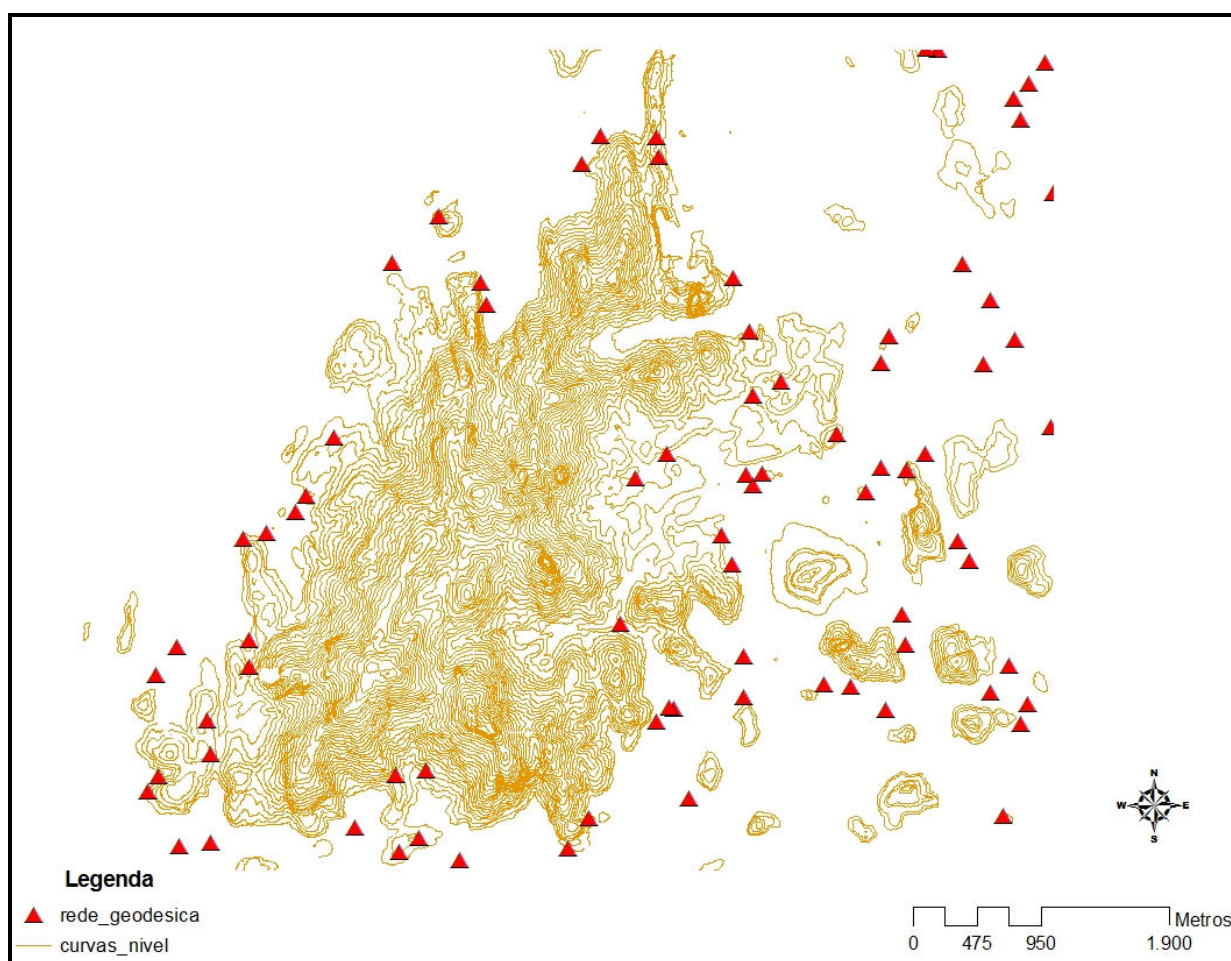 N
W E
S
Legenda
rede_geodesica
curvas_nivel
Metros
0 475 950 1.900